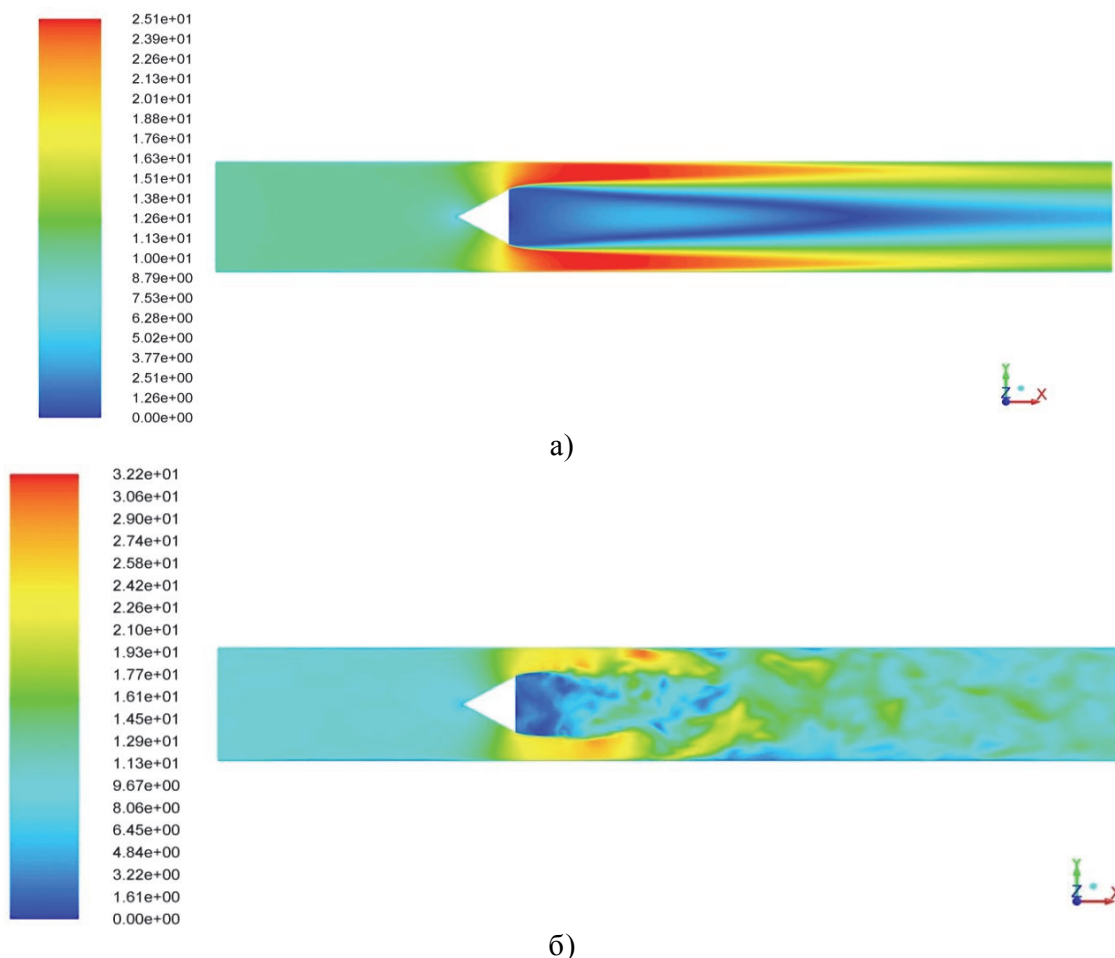 2.51e+01
2.39e+01
2.26e+01
2.13e+01
2.01e+01
1.88e+01
1.76e+01
1.63e+01
1.51e+01
1.38e+01
1.26e+01
1.13e+01
1.00e+01
8.79e+00
7.53e+00
6.28e+00
5.02e+00
3.77e+00
2.51e+00
1.26e+00
0.00e+00
Y
Z
X
а)
3.22e+01
3.06e+01
2.90e+01
2.74e+01
2.58e+01
2.42e+01
2.26e+01
2.10e+01
1.93e+01
1.77e+01
1.61e+01
1.45e+01
1.29e+01
1.13e+01
9.67e+00
8.06e+00
6.45e+00
4.84e+00
3.22e+00
1.61e+00
0.00e+00
Y
Z
X
б)